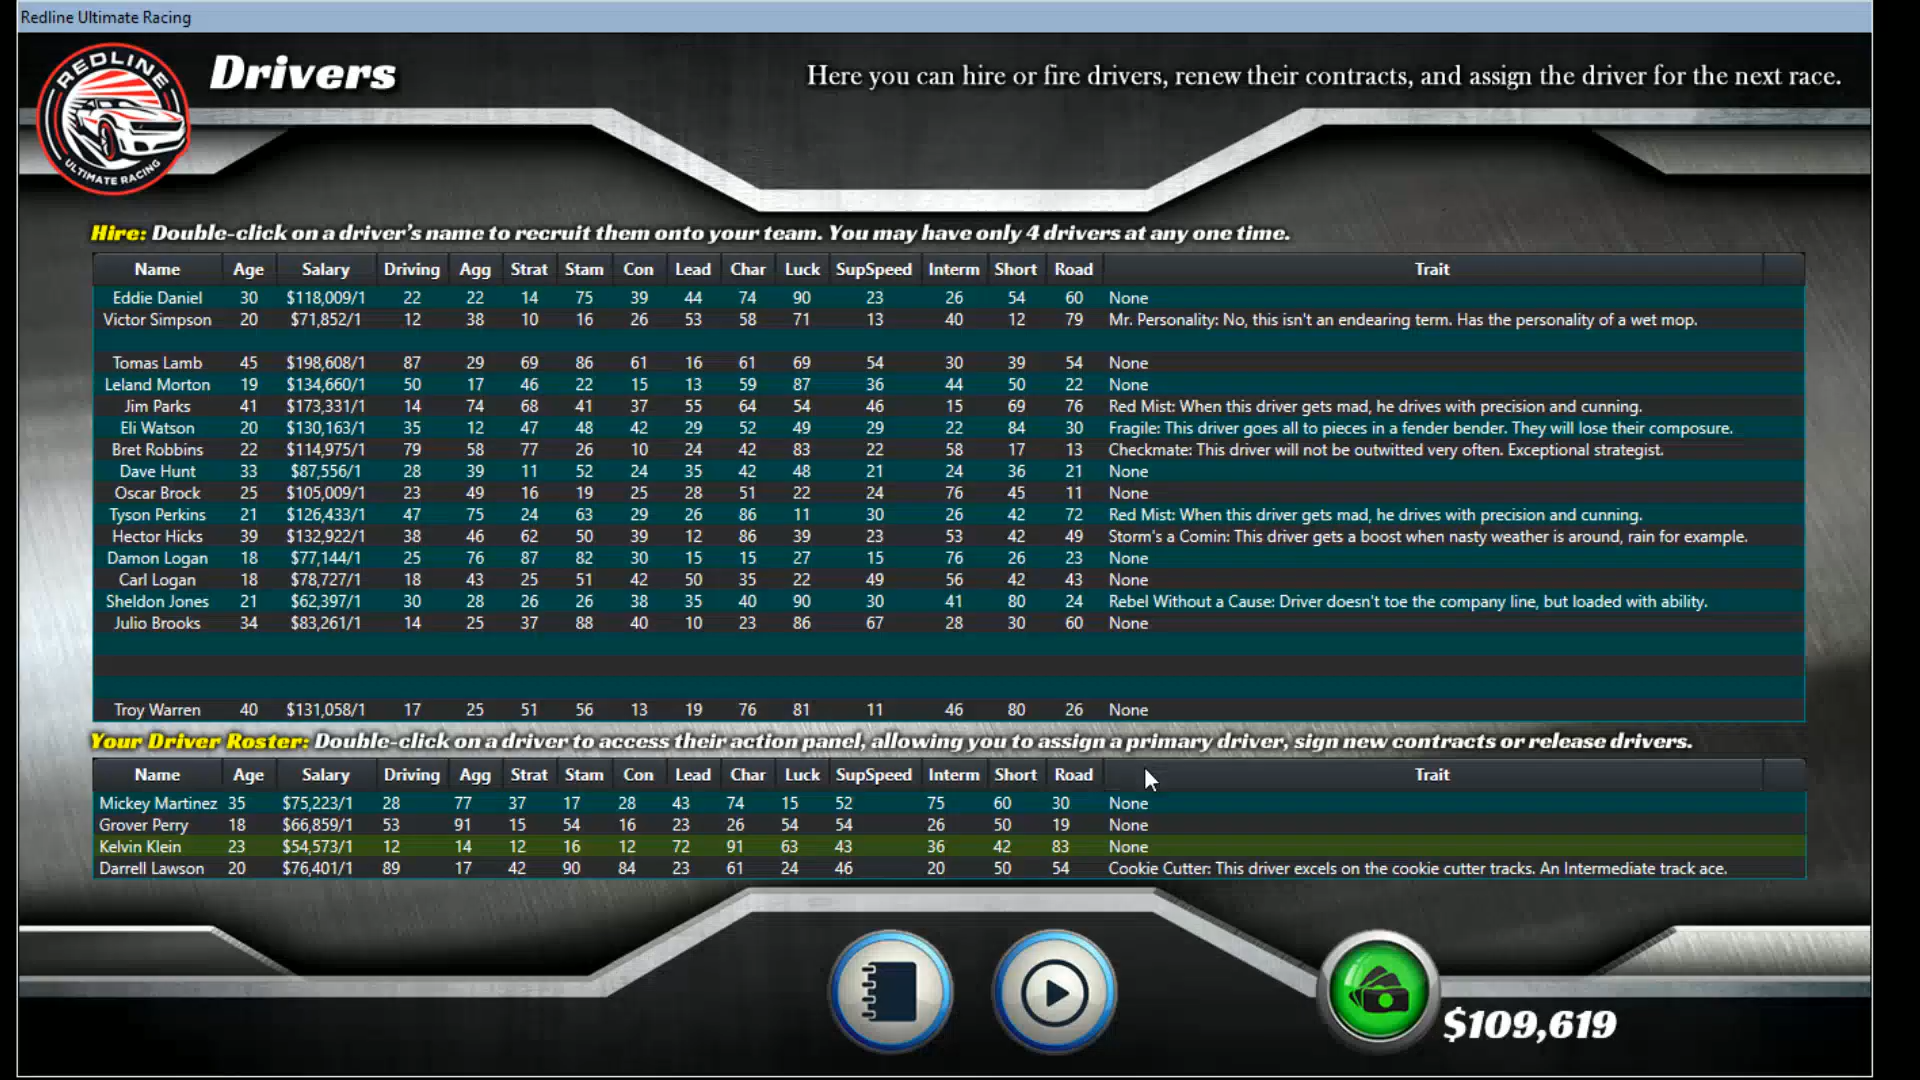 Redline Ultimate Racing
REDLINE
ULTIMATE RACING
Drivers
Here you can hire or fire drivers, renew their contracts, and assign the driver for the next race.
Hire: Double-click on a driver's name to recruit them onto your team. You may have only 4 drivers at any one time.
Name Age Salary Driving Agg Strat Stam Con Lead Char Luck SupSpeed Interm Short Road Trait
Eddie Daniel 30 $118,009/1 22 22 14 75 39 44 74 90 23 26 54 60 None
Victor Simpson 20 $71,852/1 12 38 10 16 26 53 58 71 13 40 12 79 Mr. Personality: No, this isn't an endearing term. Has the personality of a wet mop.
Tomas Lamb 45 $198,608/1 87 29 69 86 61 16 61 69 54 30 39 54 None
Leland Morton 19 $134,660/1 50 17 46 22 15 13 59 87 36 44 50 22 None
Jim Parks 41 $173,331/1 14 74 68 41 37 55 64 54 46 15 69 76 Red Mist: When this driver gets mad, he drives with precision and cunning.
Eli Watson 20 $130,163/1 35 12 47 48 42 29 52 49 29 22 84 30 Fragile: This driver goes all to pieces in a fender bender. They will lose their composure.
Bret Robbins 22 $114,975/1 79 58 77 26 10 24 42 83 22 58 17 13 Checkmate: This driver will not be outwitted very often. Exceptional strategist.
Dave Hunt 33 $87,556/1 28 39 11 52 24 35 42 48 21 24 36 21 None
Oscar Brock 25 $105,009/1 23 49 16 19 25 28 51 22 24 76 45 11 None
Tyson Perkins 21 $126,433/1 47 75 24 63 29 26 86 11 30 26 42 72 Red Mist: When this driver gets mad, he drives with precision and cunning.
Hector Hicks 39 $132,922/1 38 46 62 50 39 12 86 39 23 53 42 49 Storm's a Comin: This driver gets a boost when nasty weather is around, rain for example.
Damon Logan 18 $77,144/1 25 76 87 82 30 15 15 27 15 76 26 23 None
Carl Logan 18 $78,727/1 18 43 25 51 42 50 35 22 49 56 42 43 None
Sheldon Jones 21 $62,397/1 30 28 26 26 38 35 40 90 30 41 80 24 Rebel Without a Cause: Driver doesn't toe the company line, but loaded with ability.
Julio Brooks 34 $83,261/1 14 25 37 88 40 10 23 86 67 28 30 60 None
Troy Warren 40 $131,058/1 17 25 51 56 13 19 76 81 11 46 80 26 None
Your Driver Roster: Double-click on a driver to access their action panel, allowing you to assign a primary driver, sign new contracts or release drivers.
Name Age Salary Driving Agg Strat Stam Con Lead Char Luck SupSpeed Interm Short Road Trait
Mickey Martinez 35 $75,223/1 28 77 37 17 28 43 74 15 52 75 60 30 None
Grover Perry 18 $66,859/1 53 91 15 54 16 23 26 54 54 26 50 19 None
Kelvin Klein 23 $54,573/1 12 14 12 16 12 72 91 63 43 36 42 83 None
Darrell Lawson 20 $76,401/1 89 17 42 90 84 23 61 24 46 20 50 54 Cookie Cutter: This driver excels on the cookie cutter tracks. An Intermediate track ace.
$109,619